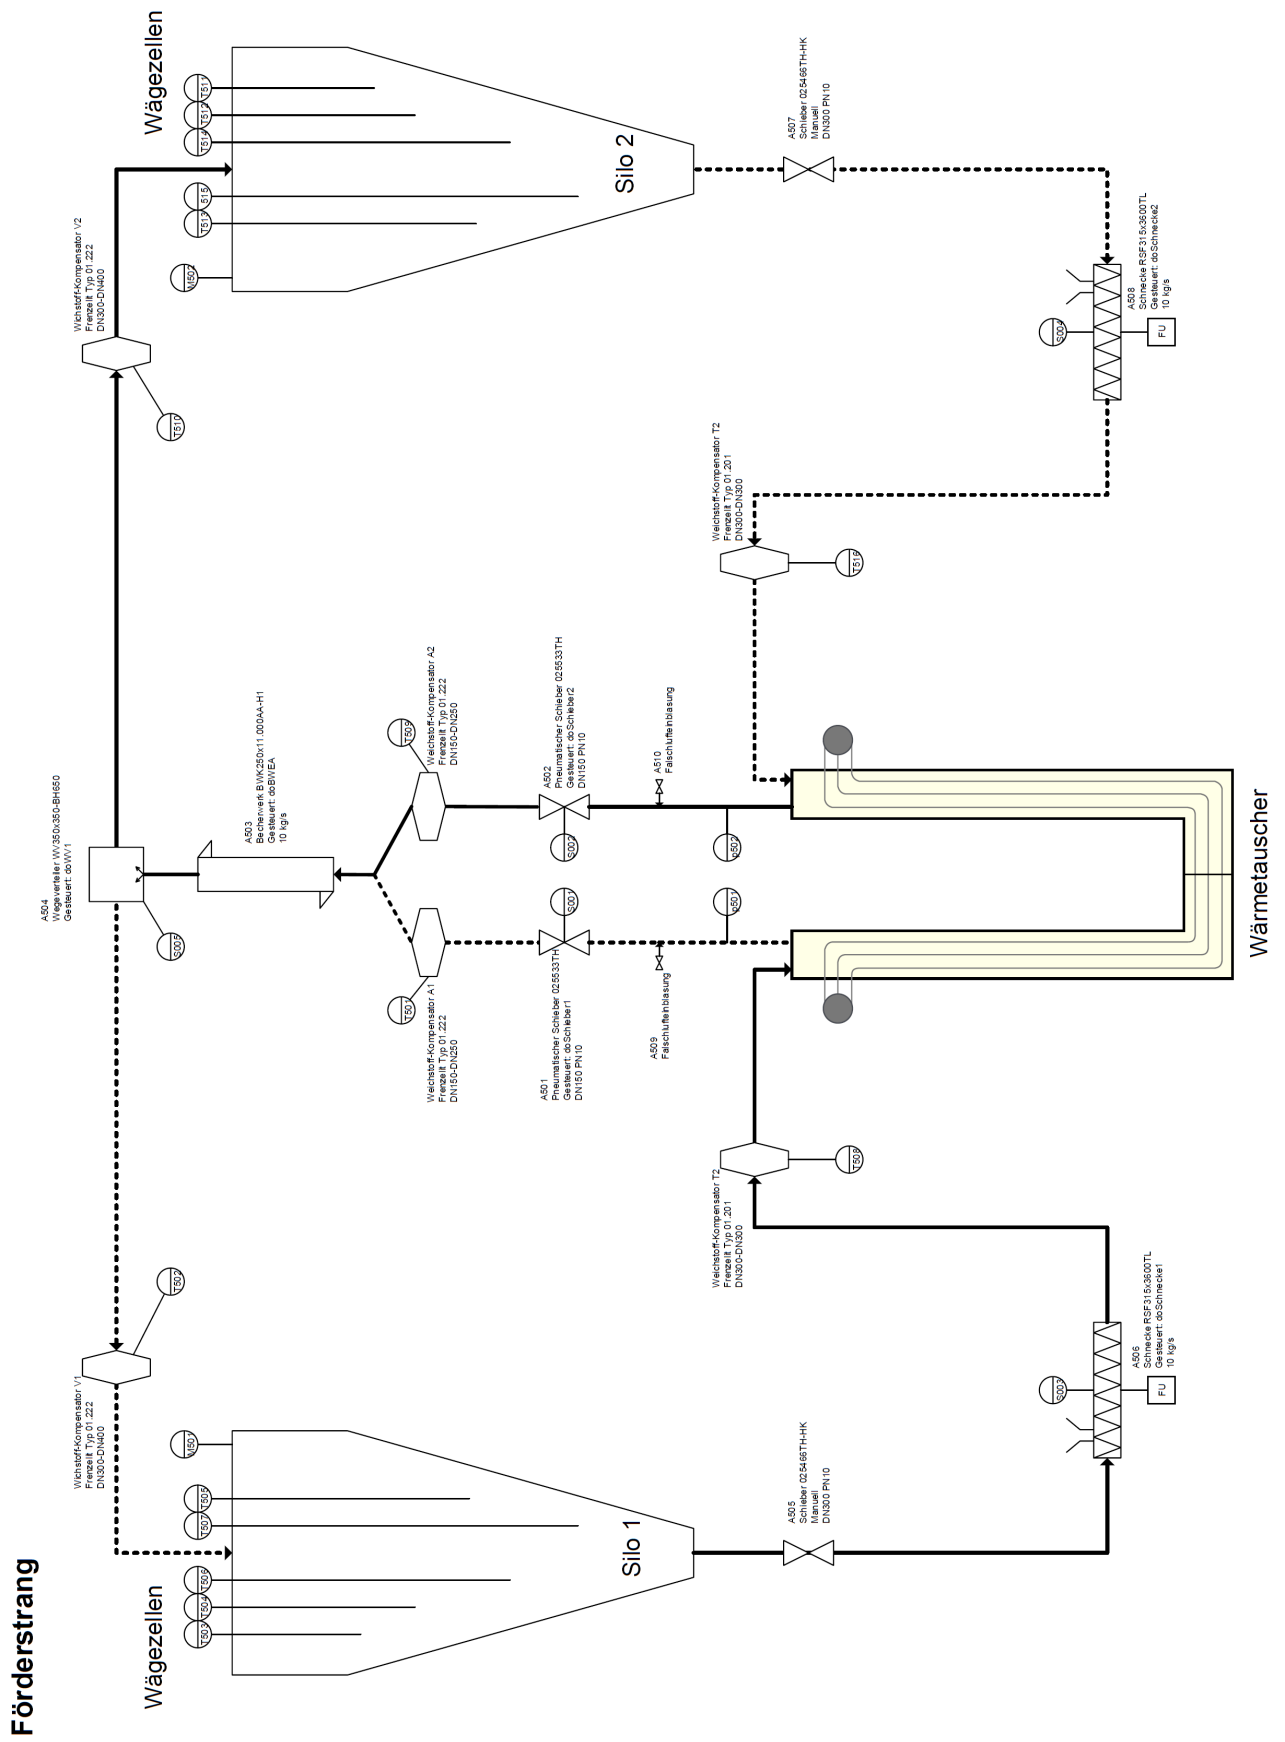 Förderstrang
Wägezellen
T503
T504
T506
T507
T505
M501
Silo 1
Wichstoff-Kompensator V1
Frenzelit Typ 01.222
DN300-DN400
T502
A505
Schieber 025466TH-HK
Manuell
DN300 PN10
S003
FU
A506
Schnecke RSF315x3600TL
Gesteuert: doSchnecke1
10 kg/s
Weichstoff-Kompensator T2
Frenzelit Typ 01.201
DN300-DN300
T508
A504
Wegeverteiler WV350x350-BH650
Gesteuert: doWV1
S005
A503
Becherwerk BWK250x11.000AA-H1
Gesteuert: doBWEA
10 kg/s
T501
Weichstoff-Kompensator A1
Frenzelit Typ 01.222
DN150-DN250
T509
Weichstoff-Kompensator A2
Frenzelit Typ 01.222
DN150-DN250
A501
Pneumatischer Schieber 025533TH
Gesteuert: doSchieber1
DN150 PN10
S001
S002
A502
Pneumatischer Schieber 025533TH
Gesteuert: doSchieber2
DN150 PN10
A509
Falschlufteinblasung
A510
Falschlufteinblasung
p501
p502
Wärmetauscher
Weichstoff-Kompensator T2
Frenzelit Typ 01.201
DN300-DN300
T516
Wichstoff-Kompensator V2
Frenzelit Typ 01.222
DN300-DN400
T510
Wägezellen
M502
T513
515
T514
T512
T511
Silo 2
A507
Schieber 025466TH-HK
Manuell
DN300 PN10
S004
FU
A508
Schnecke RSF315x3600TL
Gesteuert: doSchnecke2
10 kg/s